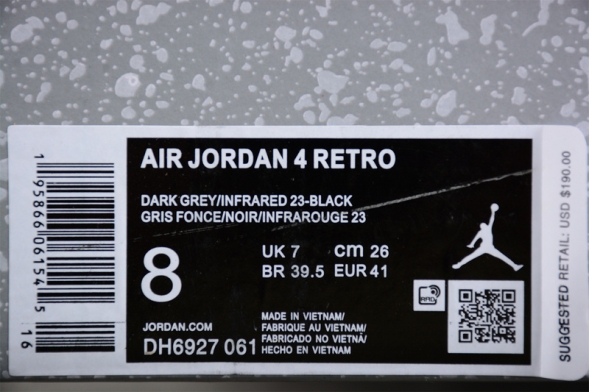 AIR JORDAN 4 RETRO
DARK GREY/INFRARED 23-BLACK
GRIS FONCE/NOIR/INFRAROUGE 23
8
UK 7 cm 26
BR 39.5 EUR 41
MADE IN VIETNAM/
FABRIQUE AU VIETNAM/
FABRICADO NO VIETNÃ/
HECHO EN VIETNAM
JORDAN.COM
DH6927 061
RFID
SUGGESTED RETAIL: USD $190.00
1 95866 06154 5
16